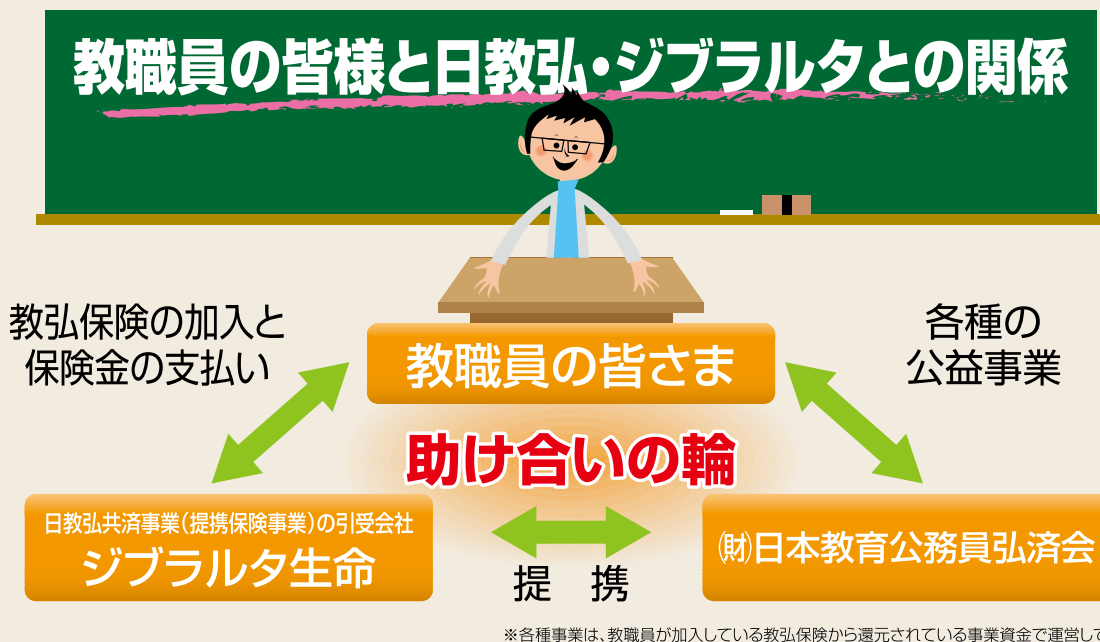 教職員の皆様と日教弘・ジブラルタとの関係
教弘保険の加入と
保険金の支払い
各種の
公益事業
教職員の皆さま
助け合いの輪
日教弘共済事業(提携保険事業)の引受会社
ジブラルタ生命
提 携
㈶日本教育公務員弘済会
※各種事業は、教職員が加入している教弘保険から還元されている事業資金で運営して